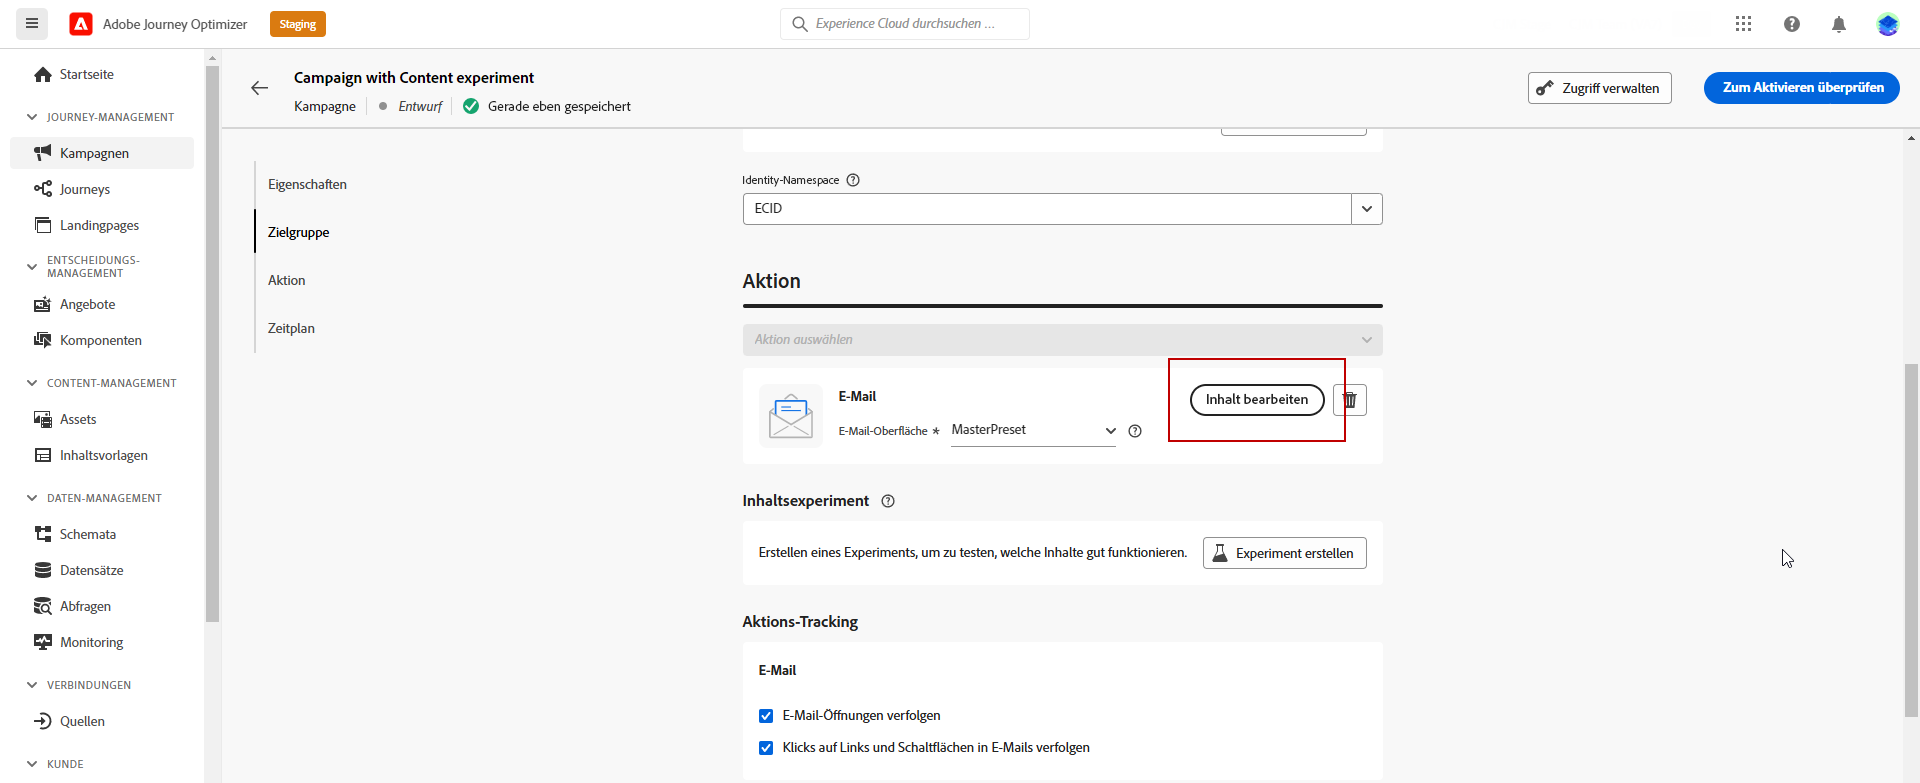 Adobe Journey Optimizer
Staging
Experience Cloud durchsuchen ...
Startseite
JOURNEY-MANAGEMENT
Kampagnen
Journeys
Landingpages
ENTSCHEIDUNGS-
MANAGEMENT
Angebote
Komponenten
CONTENT-MANAGEMENT
Assets
Inhaltsvorlagen
DATEN-MANAGEMENT
Schemata
Datensätze
Abfragen
Monitoring
VERBINDUNGEN
Quellen
KUNDE
Campaign with Content experiment
Kampagne
Entwurf
Gerade eben gespeichert
Zugriff verwalten
Zum Aktivieren überprüfen
Eigenschaften
Zielgruppe
Aktion
Zeitplan
Identity-Namespace
ECID
Aktion
Aktion auswählen
E-Mail
Inhalt bearbeiten
E-Mail-Oberfläche * MasterPreset
Inhaltsexperiment
Erstellen eines Experiments, um zu testen, welche Inhalte gut funktionieren.
Experiment erstellen
Aktions-Tracking
E-Mail
E-Mail-Öffnungen verfolgen
Klicks auf Links und Schaltflächen in E-Mails verfolgen